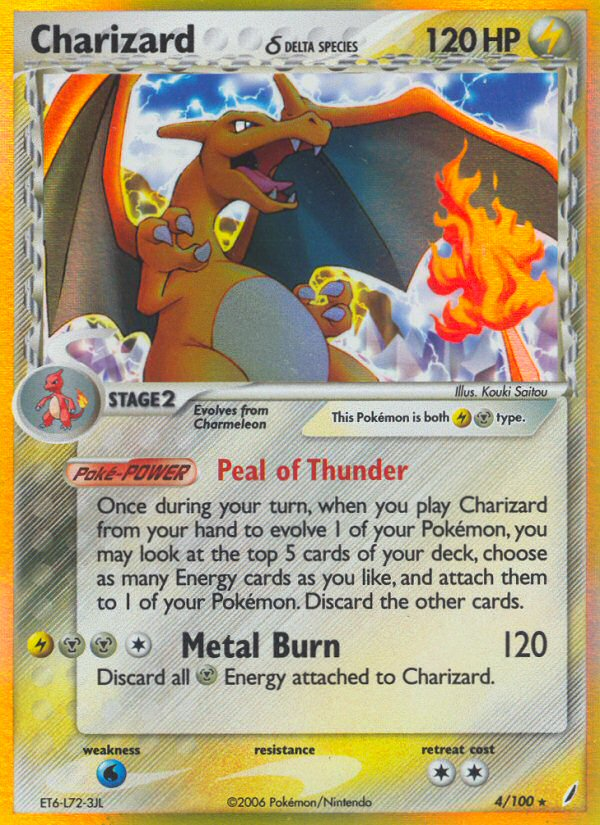 Charizard δ DELTA SPECIES 120 HP
Illus. Kouki Saitou
STAGE2
Evolves from
Charmeleon
This Pokémon is both type.
Poké-POWER Peal of Thunder
Once during your turn, when you play Charizard
from your hand to evolve 1 of your Pokémon, you
may look at the top 5 cards of your deck, choose
as many Energy cards as you like, and attach them
to 1 of your Pokémon. Discard the other cards.
Metal Burn 120
Discard all Energy attached to Charizard.
weakness resistance retreat cost
ET6-L72-3JL ©2006 Pokémon/Nintendo 4/100 ★